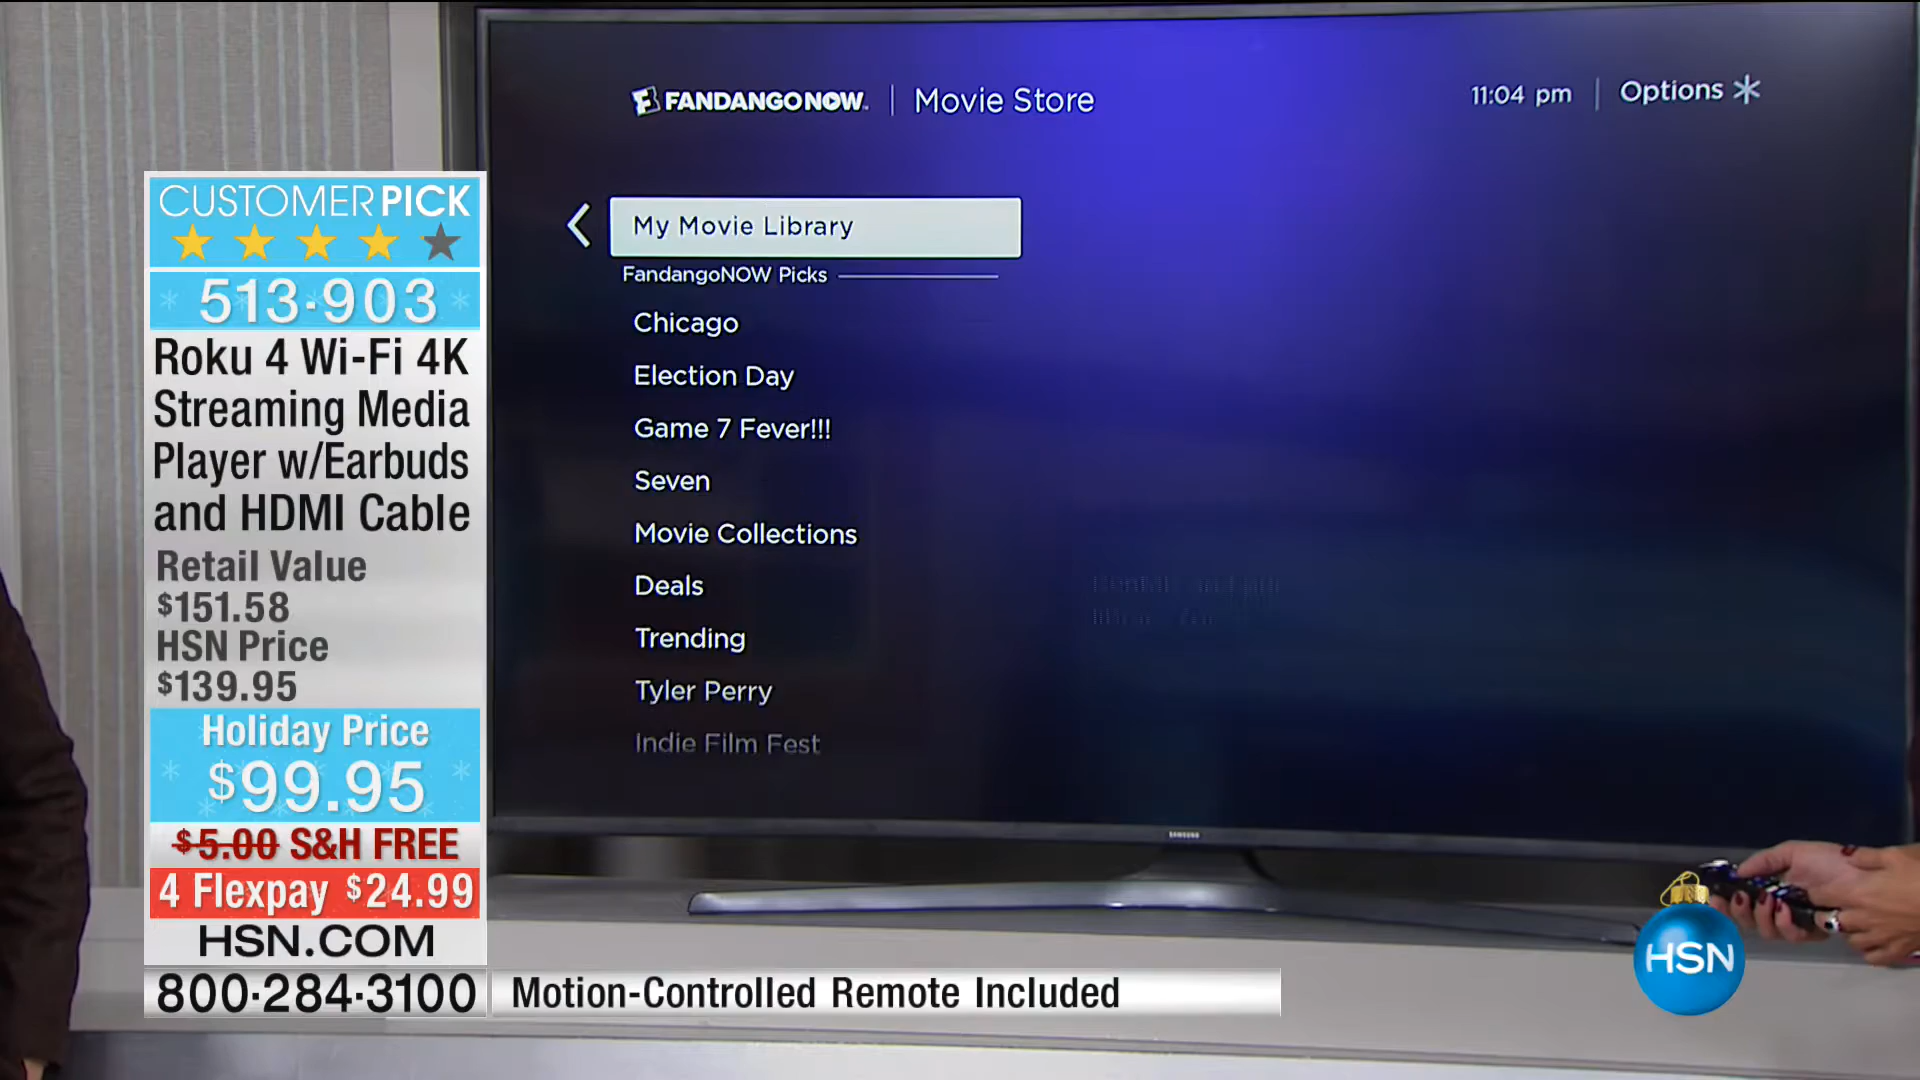 CUSTOMER PICK
513·903
Roku 4 Wi-Fi 4K
Streaming Media
Player w/Earbuds
and HDMI Cable
Retail Value
$151.58
HSN Price
$139.95
Holiday Price
$99.95
$5.00 S&H FREE
4 Flexpay $24.99
HSN.COM
800·284·3100
Motion-Controlled Remote Included
FANDANGONOW | Movie Store
11:04 pm | Options
My Movie Library
FandangoNOW Picks
Chicago
Election Day
Game 7 Fever!!!
Seven
Movie Collections
Deals
Trending
Tyler Perry
Indie Film Fest
SAMSUNG
HSN